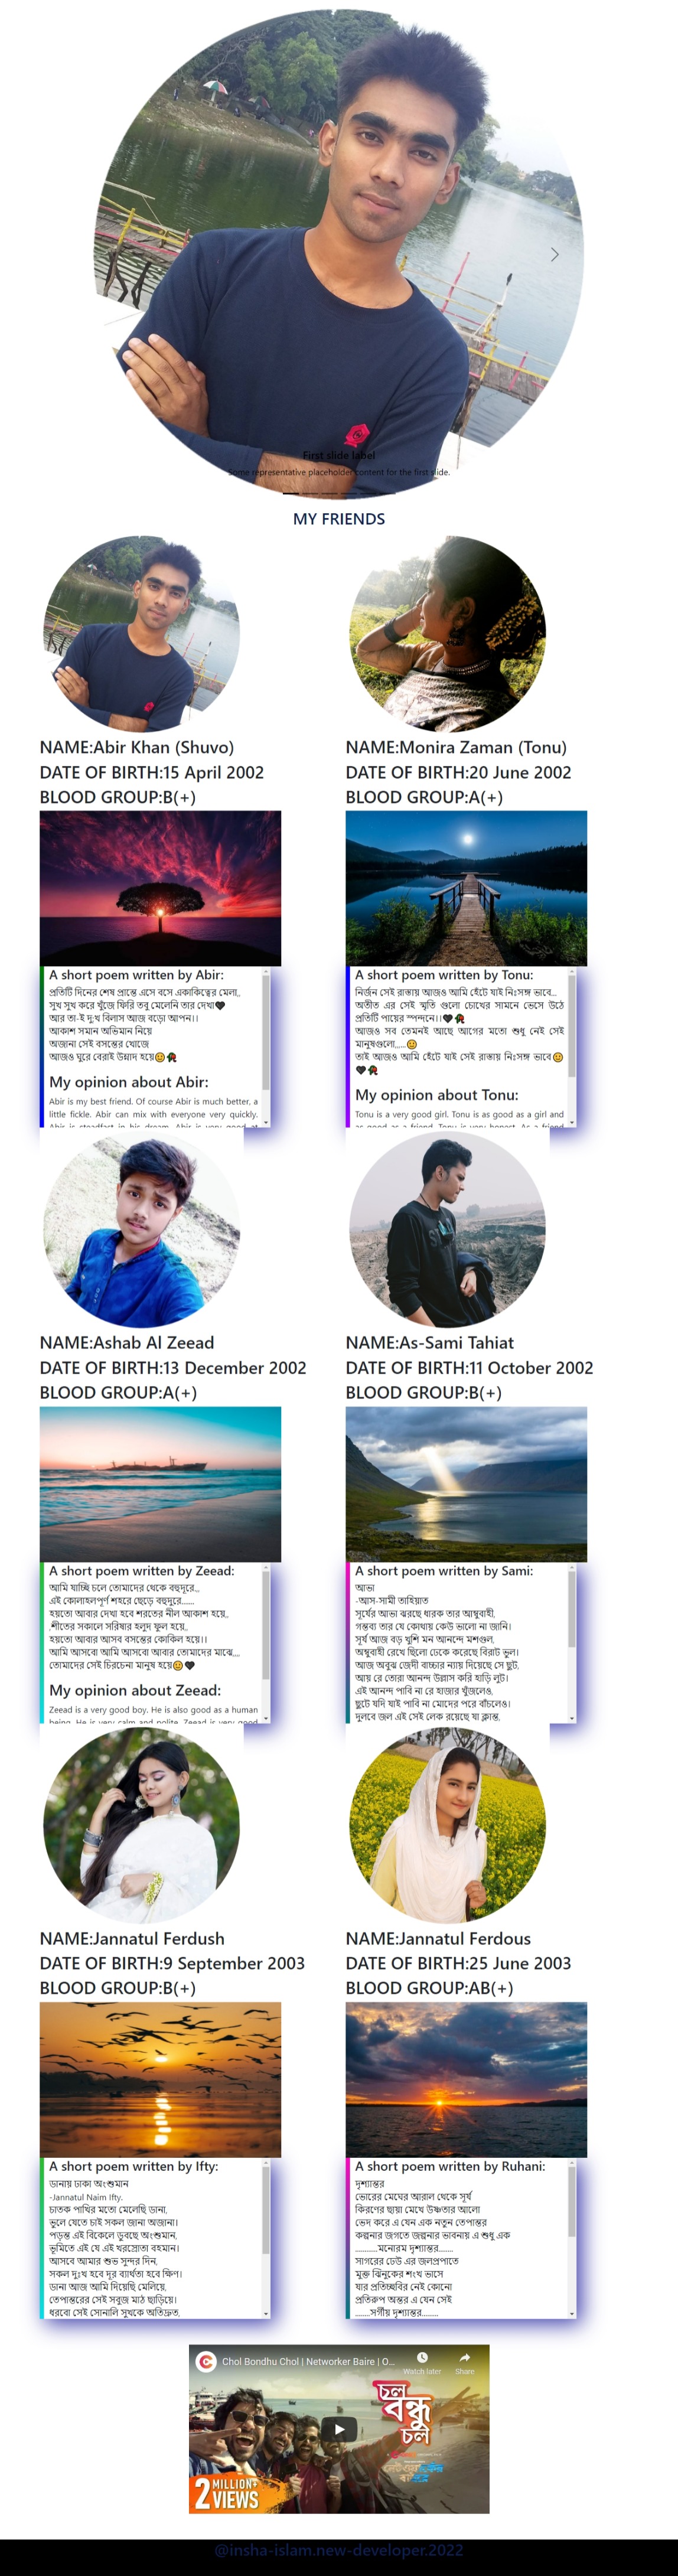 First slide label
Some representative placeholder content for the first slide.
MY FRIENDS
NAME:Abir Khan (Shuvo)
DATE OF BIRTH:15 April 2002
BLOOD GROUP:B(+)
A short poem written by Abir:
প্রতিটি দিনের শেষ প্রান্তে এসে বসে একাকিত্বের মেলা,,
সুখ সুখ করে খুঁজে ফিরি তবু মেলেনি তার দেখা🖤
আর তা-ই দু:খ বিলাস আজ বড়ো আপন।।
আকাশ সমান অভিমান নিয়ে
অজানা সেই বসন্তের খোজে
আজও ঘুরে বেরাই উন্মাদ হয়ে🙂🥀
My opinion about Abir:
Abir is my best friend. Of course Abir is much better, a
little fickle. Abir can mix with everyone very quickly.
Abir is steadfast in his dream. Abir is very good at
NAME:Monira Zaman (Tonu)
DATE OF BIRTH:20 June 2002
BLOOD GROUP:A(+)
A short poem written by Tonu:
নির্জন সেই রাস্তায় আজও আমি হেঁটে যাই নিঃসঙ্গ ভাবে...
অতীত এর সেই স্মৃতি গুলো চোখের সামনে ভেসে উঠে
প্রতিটি পায়ের স্পন্দনে।।🖤🥀
আজও সব তেমনই আছে আগের মতো শুধু নেই সেই
মানুষগুলো,,,,,🙂
তাই আজও আমি হেঁটে যাই সেই রাস্তায় নিঃসঙ্গ ভাবে🙂
🖤🥀
My opinion about Tonu:
Tonu is a very good girl. Tonu is as good as a girl and
as good as a friend. Tonu is very honest. As a friend
NAME:Ashab Al Zeead
DATE OF BIRTH:13 December 2002
BLOOD GROUP:A(+)
A short poem written by Zeead:
আমি যাচ্ছি চলে তোমাদের থেকে বহুদূরে,,,
এই কোলাহলপূর্ণ শহরে ছেড়ে বহুদুরে......
হয়তো আবার দেখা হবে শরতের নীল আকাশ হয়ে,,
,শীতের সকালে সরিষার হলুদ ফুল হয়ে,,
হয়তো আবার আসব বসন্তের কোকিল হয়ে।।
আমি আসবো আমি আসবো আবার তোমাদের মাঝে,,,,
তোমাদের সেই চিরচেনা মানুষ হয়ে🙂🖤
My opinion about Zeead:
Zeead is a very good boy. He is also good as a human
being. He is very calm and polite. Zeead is very good
NAME:As-Sami Tahiat
DATE OF BIRTH:11 October 2002
BLOOD GROUP:B(+)
A short poem written by Sami:
আভা
-আস-সামী তাহিয়াত
সূর্যের আভা ঝরছে ধারক তার আম্বুবাহী,
গন্তব্য তার যে কোথায় কেউ ভালো না জানি।
সূর্য আজ বড় খুশি মন আনন্দে মশগুল,
অম্বুবাহী রেখে ছিলো ঢেকে করেছে বিরাট ভুল।
আজ অবুঝ জেদী বাচ্চার ন্যায় দিয়েছে সে ছুট,
আয় রে তোরা আনন্দ উল্লাস করি হাড়ি লুট।
এই আনন্দ পাবি না রে হাজার খুঁজলেও,
ছুটে যদি যাই পাবি না মোদের পরে বাঁচলেও।
দুলবে জল এই সেই লেক রয়েছে যা ক্লান্ত,
NAME:Jannatul Ferdush
DATE OF BIRTH:9 September 2003
BLOOD GROUP:B(+)
A short poem written by Ifty:
ডানায় ঢাকা অংশুমান
-Jannatul Naim Ifty.
চাতক পাখির মতো মেলেছি ডানা,
ভুলে যেতে চাই সকল জানা অজানা।
পড়ন্ত এই বিকেলে ডুবছে অংশুমান,
ভূমিতে এই যে এই খরস্রোতা বহমান।
আসবে আমার শুভ সুন্দর দিন,
সকল দুঃখ হবে দূর ব্যার্থতা হবে ক্ষিণ।
ডানা আজ আমি দিয়েছি মেলিয়ে,
তেপান্তরের সেই সবুজ মাঠ ছাড়িয়ে।
ধরবো সেই সোনালি সুখকে অতিদ্রুত,
NAME:Jannatul Ferdous
DATE OF BIRTH:25 June 2003
BLOOD GROUP:AB(+)
A short poem written by Ruhani:
দৃশ্যান্তর
ভোরের মেঘের আরাল থেকে সূর্য
কিরণের ছায়া মেখে উষ্ণতার আলো
ভেদ করে এ যেন এক নতুন তেপান্তর
কল্পনার জগতে জল্পনার ভাবনায় এ শুধু এক
...........মনোরম দৃশ্যান্তর.......
সাগরের ঢেউ এর জলপ্রপাতে
মুক্ত ঝিনুকের শংখ ভাসে
যার প্রতিচ্ছবির নেই কোনো
প্রতিরুপ অন্তর এ যেন সেই
.......সর্গীয় দৃশ্যান্তর........
Chol Bondhu Chol | Networker Baire | O...
Watch later
Share
চল
বন্ধু
চল
2 MILLION+
VIEWS
@insha-islam.new-developer.2022